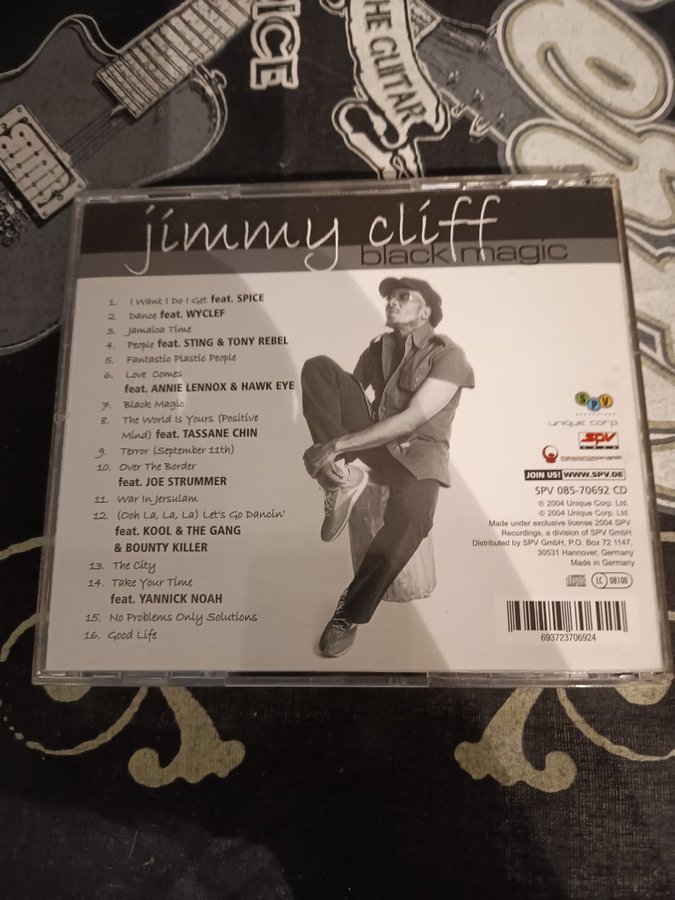 ICE
THE GUITAR
jimmy cliff
black magic
1. I Want I Do I Get feat. SPICE
2. Dance feat. WYCLEF
3. Jamaica Time
4. People feat. STING & TONY REBEL
5. Fantastic Plastic People
6. Love Comes
feat. ANNIE LENNOX & HAWK EYE
7. Black Magic
8. The World is Yours (Positive
Mind) feat. TASSANE CHIN
9. Terror (September 11th)
10. Over The Border
feat. JOE STRUMMER
11. War In Jersulam
12. (Ooh La, La, La) Let's Go Dancin'
feat. KOOL & THE GANG
& BOUNTY KILLER
13. The City
14. Take Your Time
feat. YANNICK NOAH
15. No Problems Only Solutions
16. Good Life
SPV
RECORDINGS
unique corp
SPV
JOIN US! WWW.SPV.DE
SPV 085-70692 CD
℗ 2004 Unique Corp. Ltd.
© 2004 Unique Corp. Ltd.
Made under exclusive license 2004 SPV
Recordings, a division of SPV GmbH
Distributed by SPV GmbH, P.O. Box 72 1147,
30531 Hannover, Germany
Made in Germany
LC 08100
693723706924